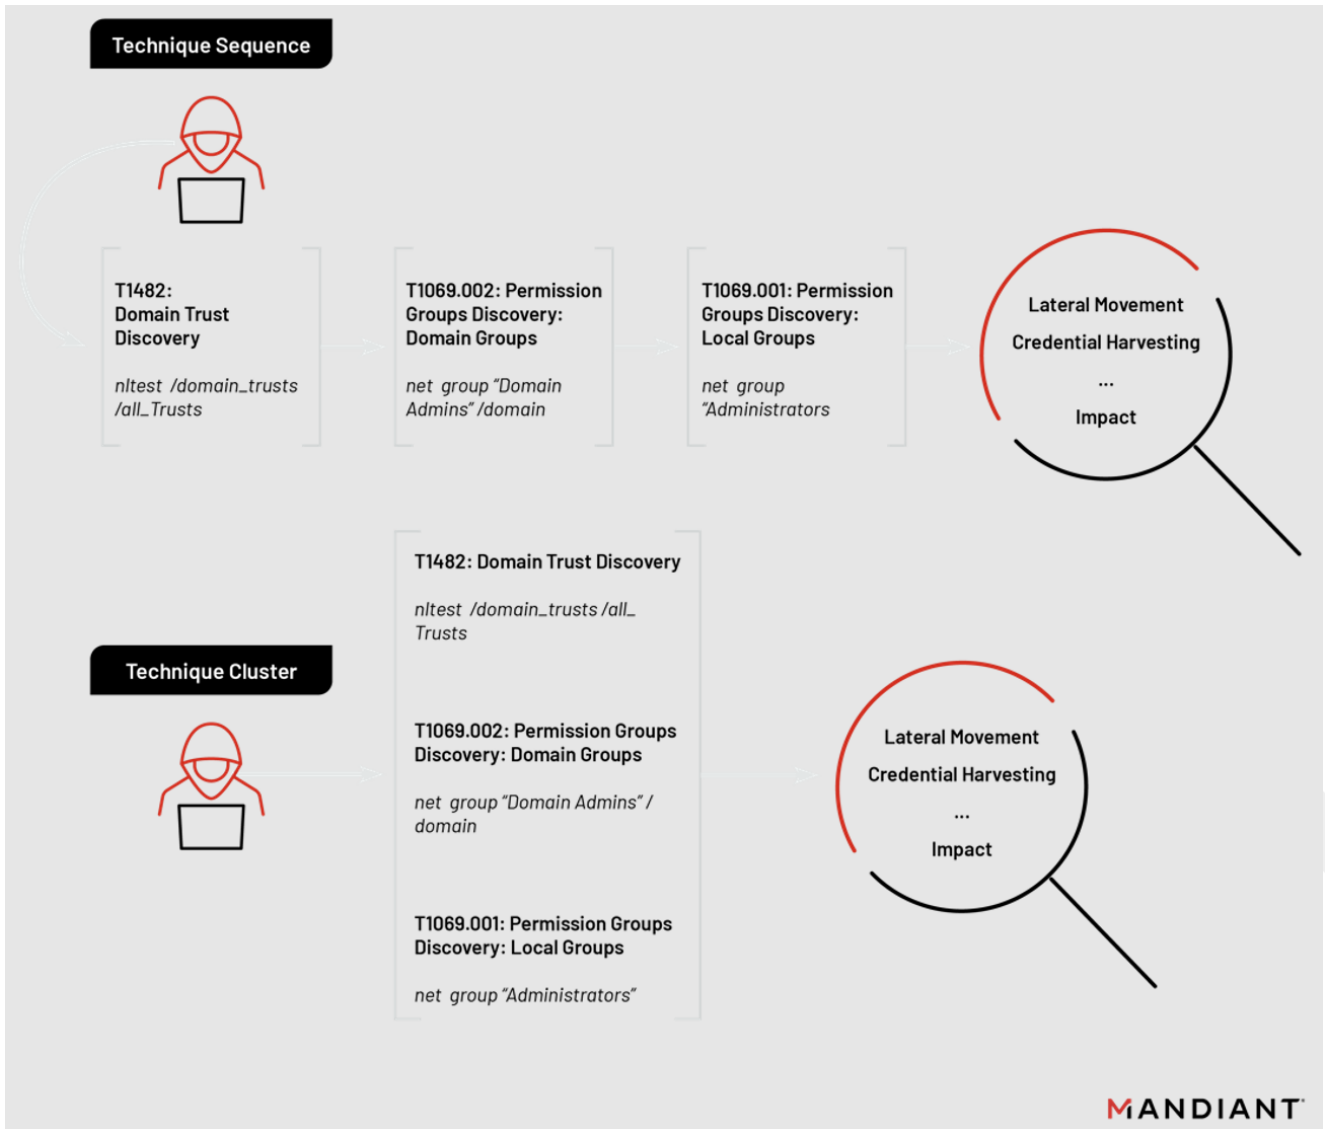 Technique Sequence
T1482:
Domain Trust
Discovery
nltest /domain_trusts
/all_Trusts
T1069.002: Permission
Groups Discovery:
Domain Groups
net group “Domain
Admins” /domain
T1069.001: Permission
Groups Discovery:
Local Groups
net group
“Administrators
Lateral Movement
Credential Harvesting
...
Impact
Technique Cluster
T1482: Domain Trust Discovery
nltest /domain_trusts /all_
Trusts
T1069.002: Permission Groups
Discovery: Domain Groups
net group “Domain Admins” /
domain
T1069.001: Permission Groups
Discovery: Local Groups
net group “Administrators”
Lateral Movement
Credential Harvesting
...
Impact
MANDIANT